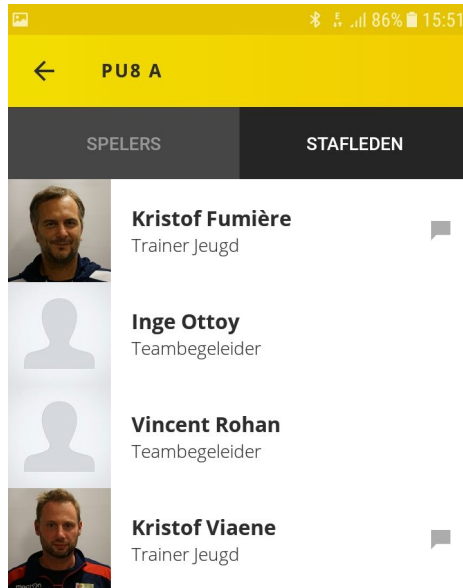 86% 15:51
PU8 A
SPELERS
STAFLEDEN
Kristof Fumière
Trainer Jeugd
Inge Ottoy
Teambegeleider
Vincent Rohan
Teambegeleider
Kristof Viaene
Trainer Jeugd